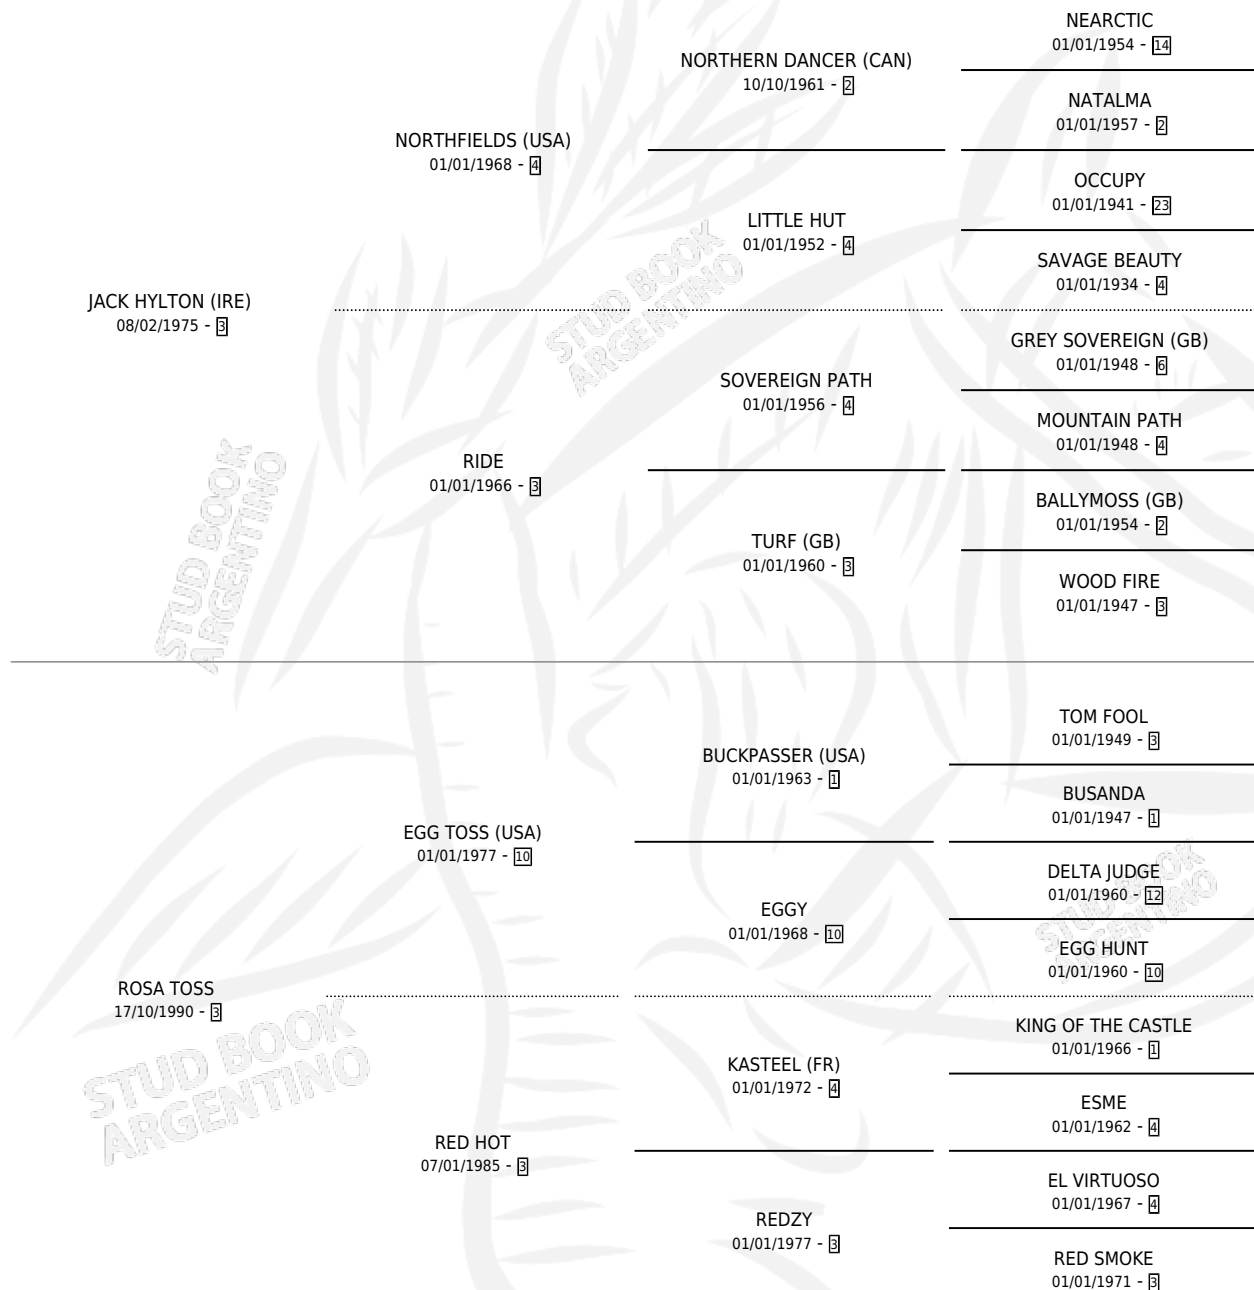 NEARCTIC
01/01/1954 - 14
NORTHERN DANCER (CAN)
10/10/1961 - 2
NATALMA
01/01/1957 - 2
NORTHFIELDS (USA)
01/01/1968 - 4
OCCUPY
01/01/1941 - 23
LITTLE HUT
01/01/1952 - 4
SAVAGE BEAUTY
01/01/1934 - 4
JACK HYLTON (IRE)
08/02/1975 - 3
GREY SOVEREIGN (GB)
01/01/1948 - 6
SOVEREIGN PATH
01/01/1956 - 4
MOUNTAIN PATH
01/01/1948 - 4
RIDE
01/01/1966 - 3
BALLYMOSS (GB)
01/01/1954 - 2
TURF (GB)
01/01/1960 - 3
WOOD FIRE
01/01/1947 - 3
STUD BOOK
ARGENTINO
STUD BOOK
ARGENTINO
TOM FOOL
01/01/1949 - 3
BUCKPASSER (USA)
01/01/1963 - 1
BUSANDA
01/01/1947 - 1
EGG TOSS (USA)
01/01/1977 - 10
DELTA JUDGE
01/01/1960 - 12
EGGY
01/01/1968 - 10
EGG HUNT
01/01/1960 - 10
STUD BOOK
ARGENTINO
ROSA TOSS
17/10/1990 - 3
KING OF THE CASTLE
01/01/1966 - 1
KASTEEL (FR)
01/01/1972 - 4
ESME
01/01/1962 - 4
STUD BOOK
ARGENTINO
RED HOT
07/01/1985 - 3
EL VIRTUOSO
01/01/1967 - 4
REDZY
01/01/1977 - 3
RED SMOKE
01/01/1971 - 3